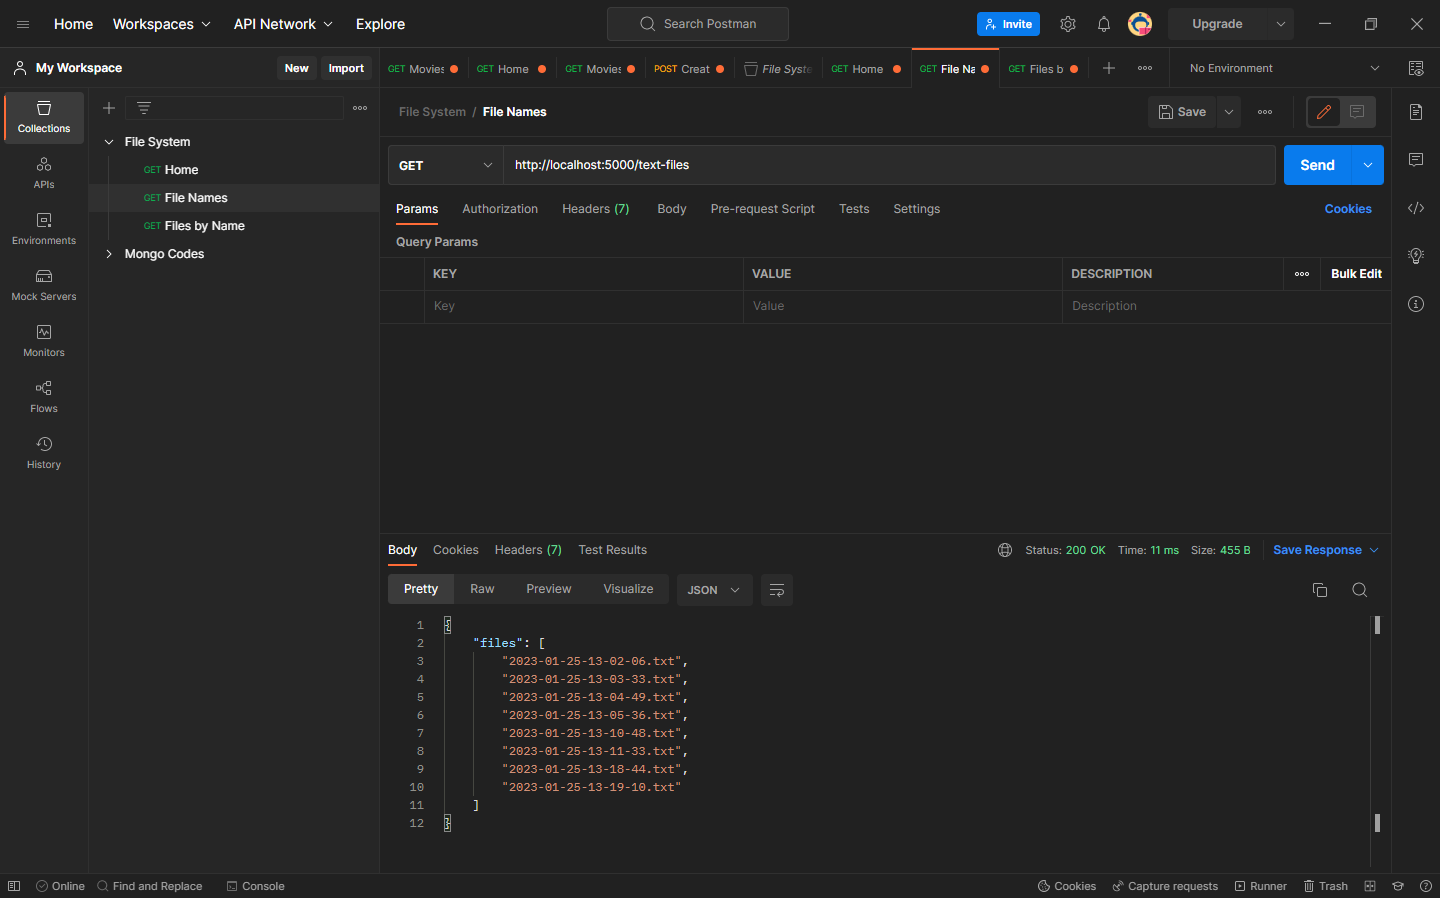 Home Workspaces API Network Explore Search Postman Invite Upgrade
My Workspace New Import GET Movies GET Home GET Movies POST Creat File Syste GET Home GET File Na GET Files b No Environment
Collections
APIs
Environments
Mock Servers
Monitors
Flows
History
File System
GET Home
GET File Names
GET Files by Name
Mongo Codes
File System / File Names Save
GET http://localhost:5000/text-files Send
Params Authorization Headers (7) Body Pre-request Script Tests Settings Cookies
Query Params
KEY VALUE DESCRIPTION Bulk Edit
Key Value Description
Body Cookies Headers (7) Test Results Status: 200 OK Time: 11 ms Size: 455 B Save Response
Pretty Raw Preview Visualize JSON
1 {
2 "files": [
3 "2023-01-25-13-02-06.txt",
4 "2023-01-25-13-03-33.txt",
5 "2023-01-25-13-04-49.txt",
6 "2023-01-25-13-05-36.txt",
7 "2023-01-25-13-10-48.txt",
8 "2023-01-25-13-11-33.txt",
9 "2023-01-25-13-18-44.txt",
10 "2023-01-25-13-19-10.txt"
11 ]
12 }
Online Find and Replace Console Cookies Capture requests Runner Trash